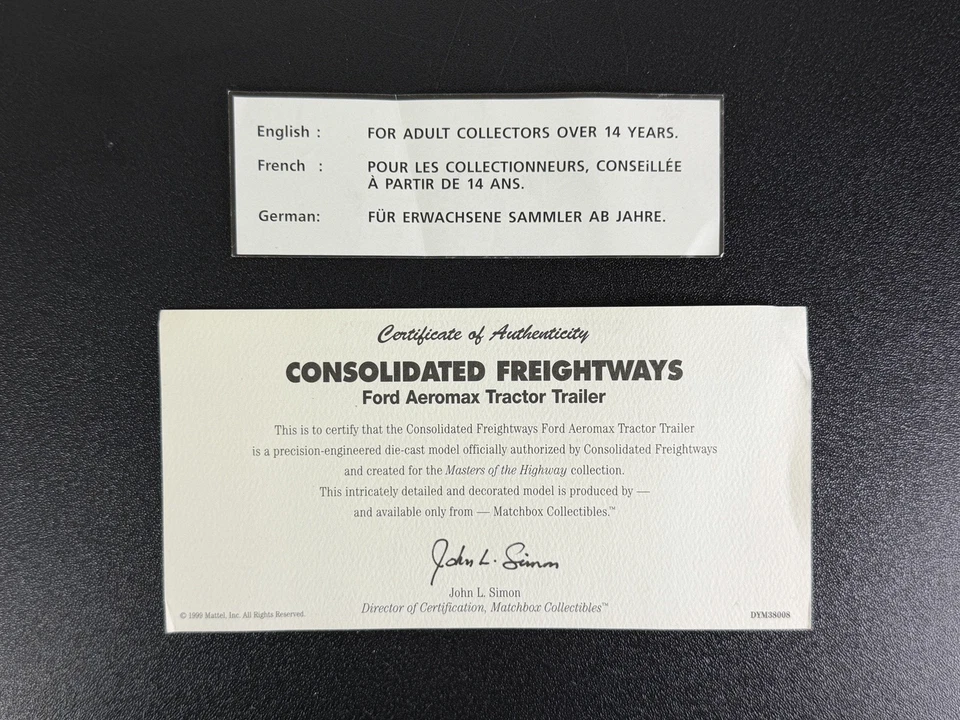 English : FOR ADULT COLLECTORS OVER 14 YEARS.
French : POUR LES COLLECTIONNEURS, CONSEiLLÉE
À PARTIR DE 14 ANS.
German: FÜR ERWACHSENE SAMMLER AB JAHRE.
Certificate of Authenticity
CONSOLIDATED FREIGHTWAYS
Ford Aeromax Tractor Trailer
This is to certify that the Consolidated Freightways Ford Aeromax Tractor Trailer
is a precision-engineered die-cast model officially authorized by Consolidated Freightways
and created for the Masters of the Highway collection.
This intricately detailed and decorated model is produced by —
and available only from — Matchbox Collectibles.™
John L. Simon
John L. Simon
Director of Certification, Matchbox Collectibles™
© 1999 Mattel, Inc. All Rights Reserved.
DYM38008